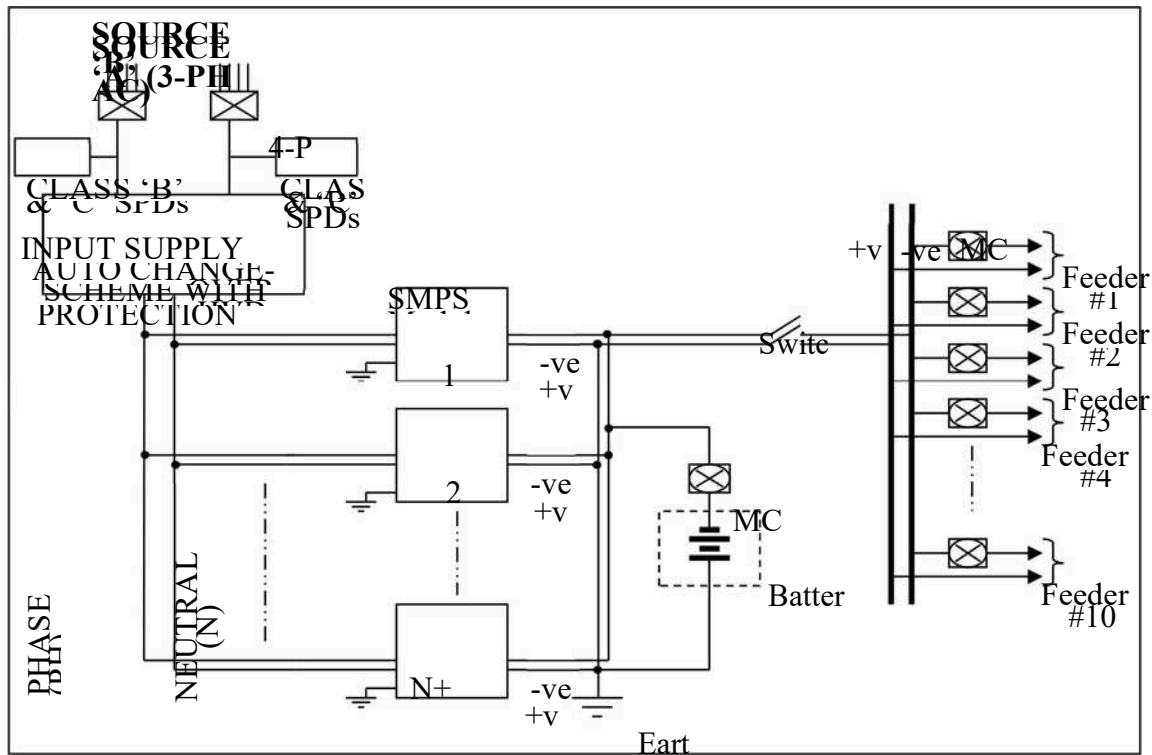 SOURCE
SOURCE
'B'
'A' (3-PH
AC)
4-P
CLASS 'B'
& 'C' SPDs
CLAS
& 'C'
SPDs
INPUT SUPPLY
AUTO CHANGE-
SCHEME WITH
PROTECTION
SMPS
1
-ve
+v
Switc
+v -ve MC
Feeder
#1
Feeder
#2
Feeder
#3
Feeder
#4
Feeder
#10
2
-ve
+v
MC
Batter
PHASE
NEUTRAL
(N)
N+
-ve
+v
Eart